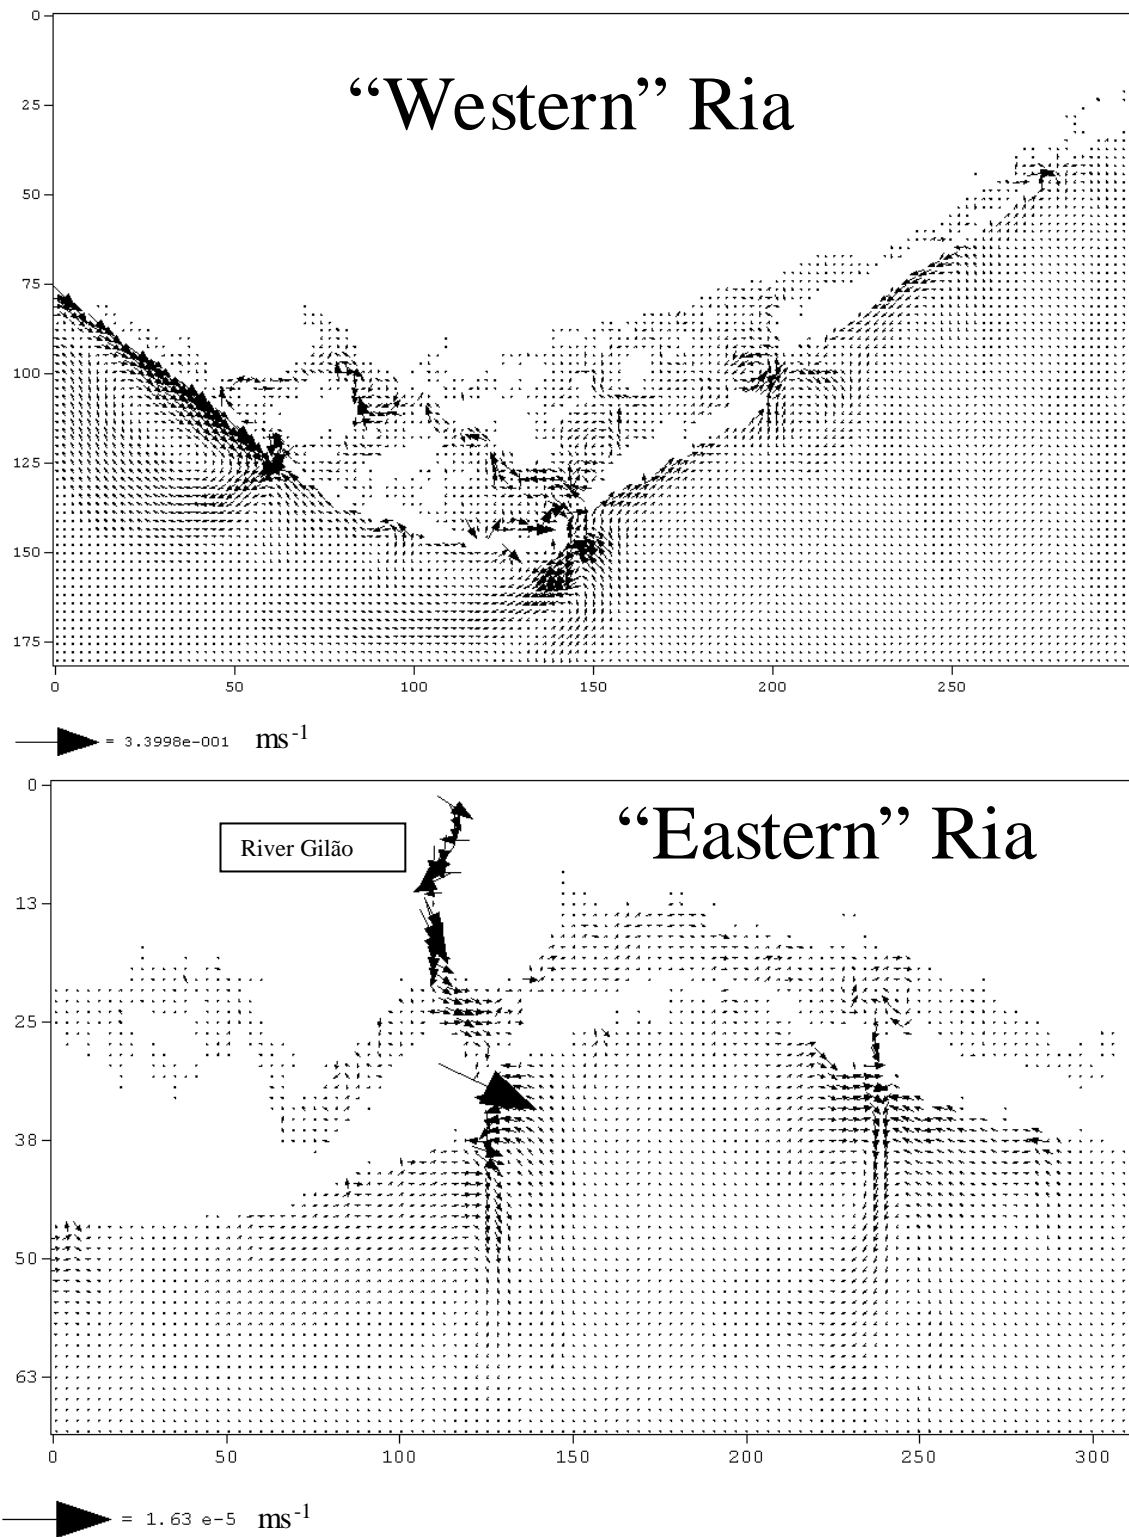 “Western” Ria
0
25
50
75
100
125
150
175
0 50 100 150 200 250
= 3.3998e-001 ms-1
“Eastern” Ria
River Gilão
0
13
25
38
50
63
0 50 100 150 200 250 300
= 1.63 e-5 ms-1